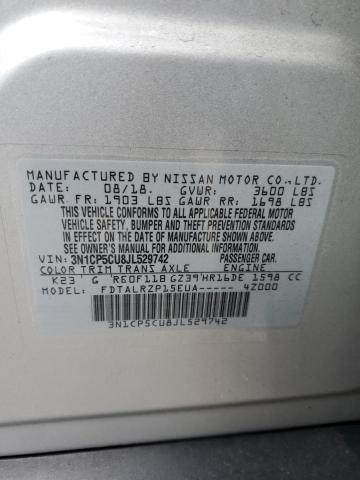 MANUFACTURED BY NISSAN MOTOR CO.,LTD.
DATE: 08/18. GVWR: 3600 LBS
GAWR FR: 1903 LBS GAWR RR: 1698 LBS
THIS VEHICLE CONFORMS TO ALL APPLICABLE FEDERAL MOTOR
VEHICLE SAFETY, BUMPER AND THEFT PREVENTION STANDARDS
IN EFFECT ON THE DATE OF MANUFACTURE SHOWN ABOVE.
SEE OWNER'S MANUAL FOR ADDITIONAL INFORMATION
VIN: 3N1CP5CU8JL529742 PASSENGER CAR.
COLOR TRIM TRANS AXLE ENGINE
K23 G RE0F11B GZ39 HR16DE 1598 CC
MODEL: FDTALRZP15EUA----- 4Z000
3N1CP5CU8JL529742